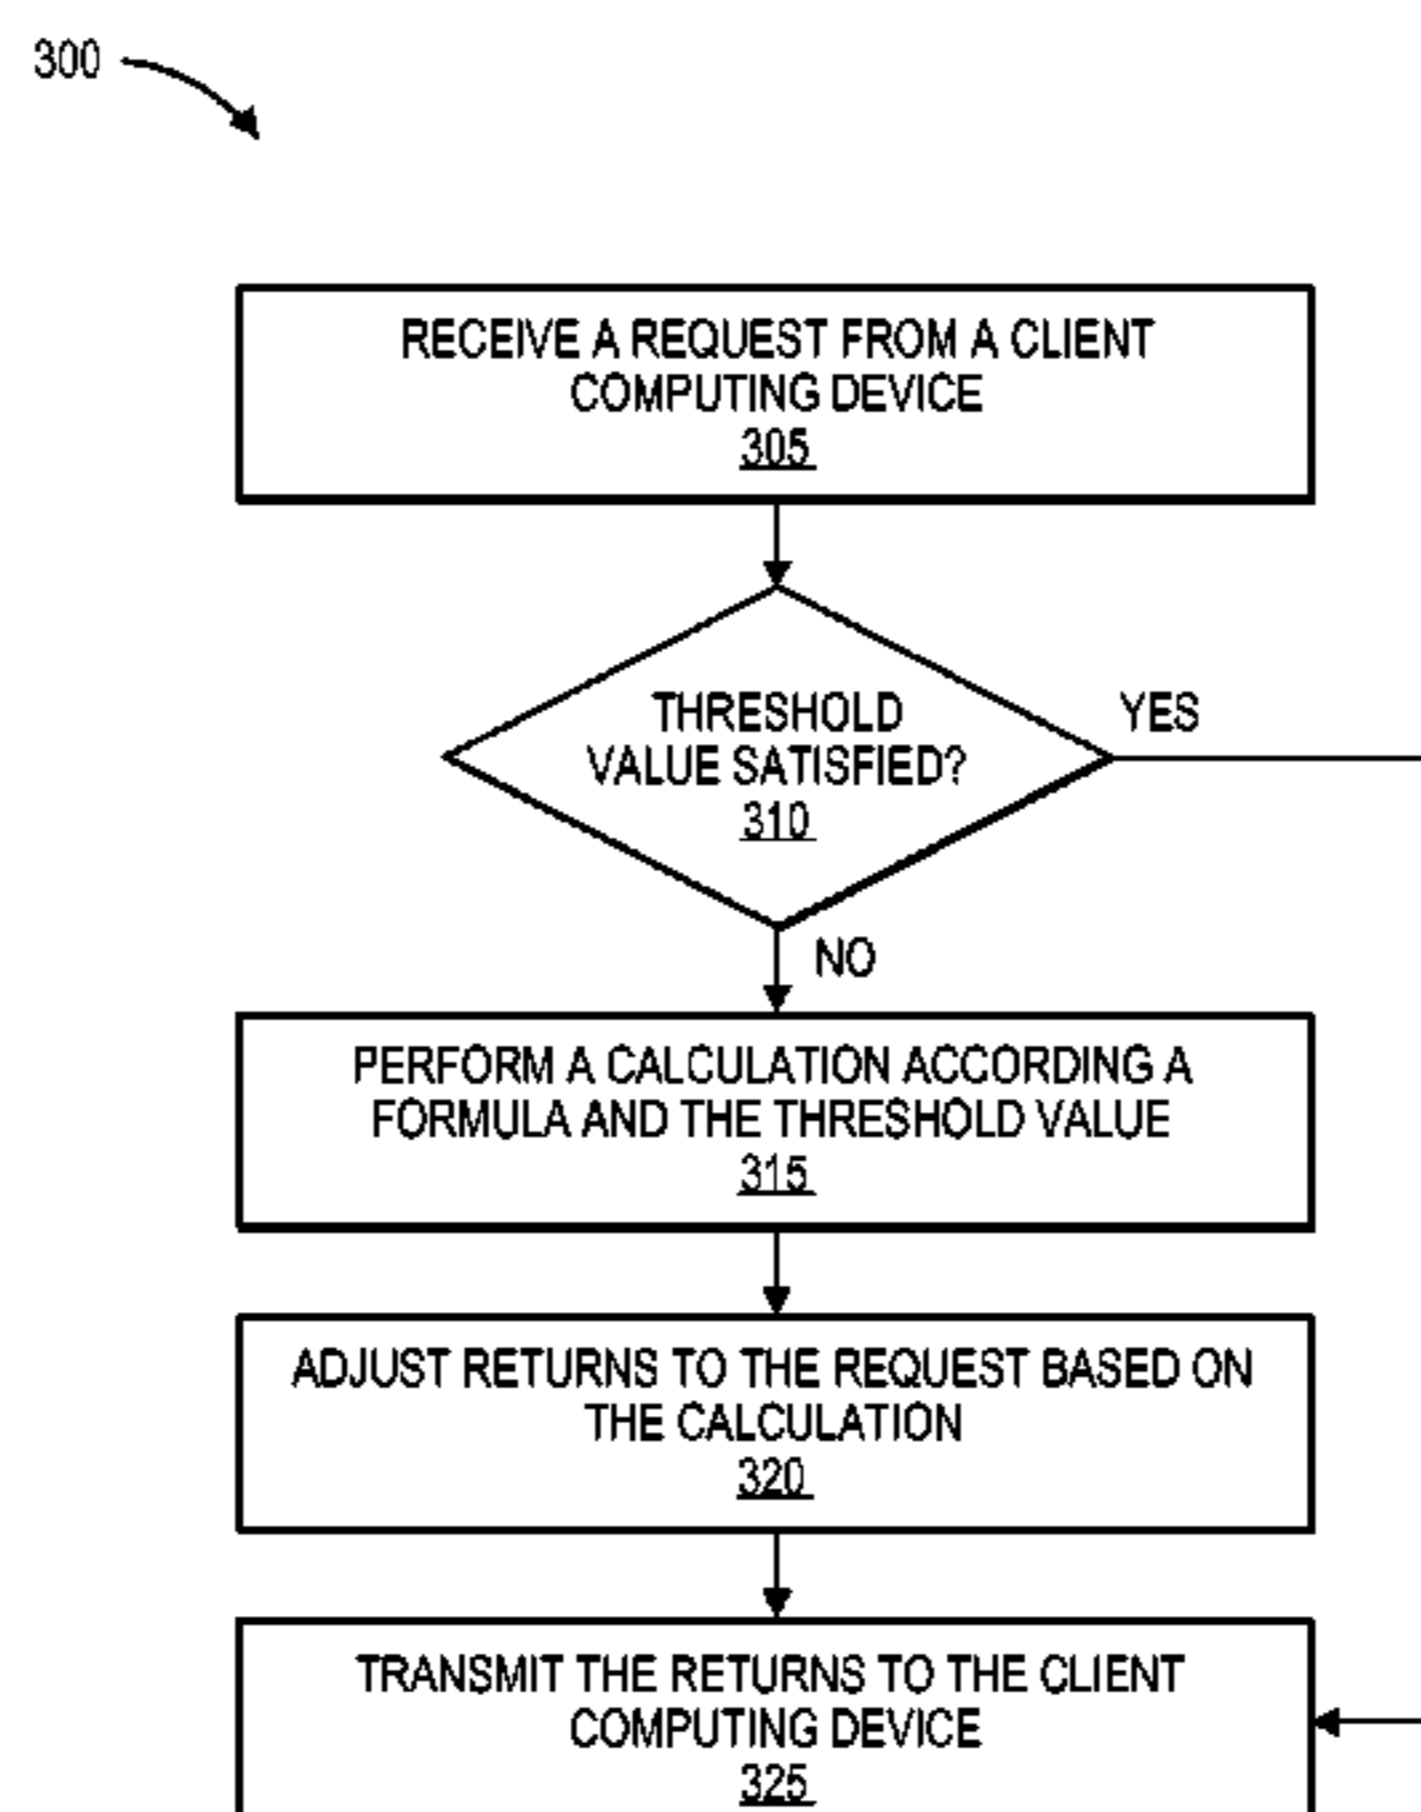 300
RECEIVE A REQUEST FROM A CLIENT
COMPUTING DEVICE
305
THRESHOLD
VALUE SATISFIED?
310
YES
NO
PERFORM A CALCULATION ACCORDING A
FORMULA AND THE THRESHOLD VALUE
315
ADJUST RETURNS TO THE REQUEST BASED ON
THE CALCULATION
320
TRANSMIT THE RETURNS TO THE CLIENT
COMPUTING DEVICE
325